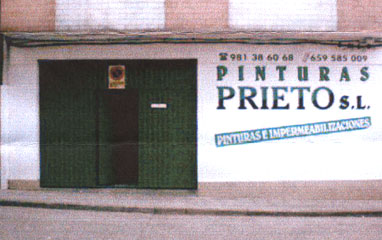 ☎ 981 38 60 68 / 659 585 009
PINTURAS
PRIETO S.L.
PINTURAS E IMPERMEABILIZACIONES